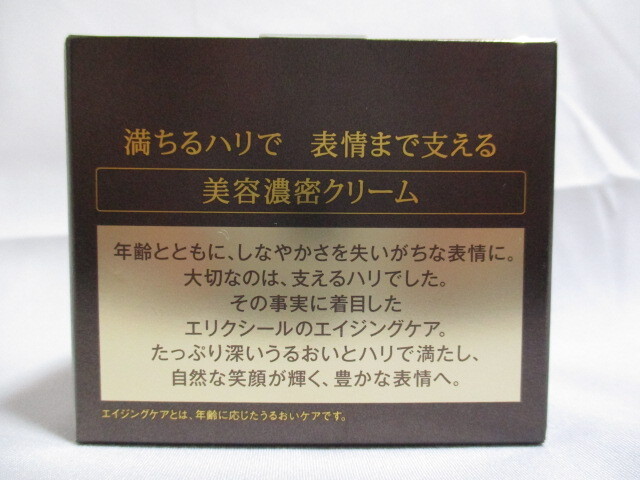 満ちるハリで　表情まで支える
美容濃密クリーム
年齢とともに、しなやかさを失いがちな表情に。
大切なのは、支えるハリでした。
その事実に着目した
エリクシールのエイジングケア。
たっぷり深いうるおいとハリで満たし、
自然な笑顔が輝く、豊かな表情へ。
エイジングケアとは、年齢に応じたうるおいケアです。